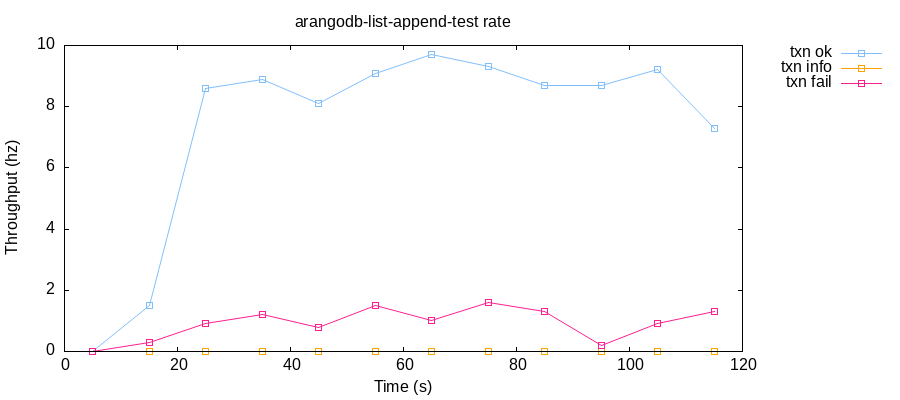 arangodb-list-append-test rate
txn ok
txn info
txn fail
Throughput (hz)
10
8
6
4
2
0
0 20 40 60 80 100 120
Time (s)